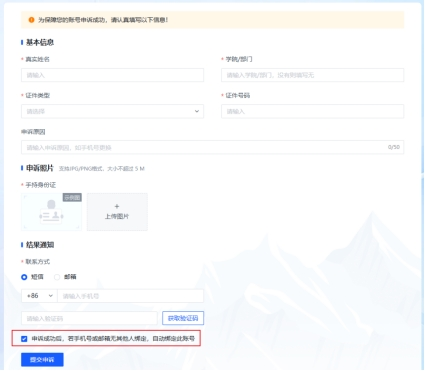 为保障您的账号申诉成功，请认真填写以下信息！
基本信息
* 真实姓名
* 学院/部门
请输入
请输入学院/部门，没有则填写无
* 证件类型
* 证件号码
请选择
请输入
申诉原因
请输入申诉原因，如手机号更换
0/50
申诉照片 支持JPG/PNG格式，大小不超过 5 M
* 手持身份证
示例图
+
上传图片
结果通知
* 联系方式
短信 邮箱
+86
请输入手机号
请输入验证码
获取验证码
申诉成功后，若手机号或邮箱无其他人绑定，自动绑定此账号
提交申诉